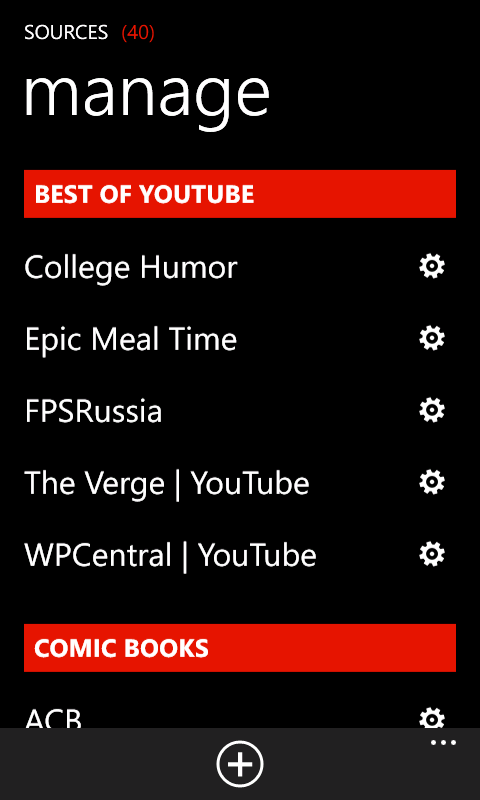 SOURCES (40)
manage
BEST OF YOUTUBE
College Humor
Epic Meal Time
FPSRussia
The Verge | YouTube
WPCentral | YouTube
COMIC BOOKS
ACB